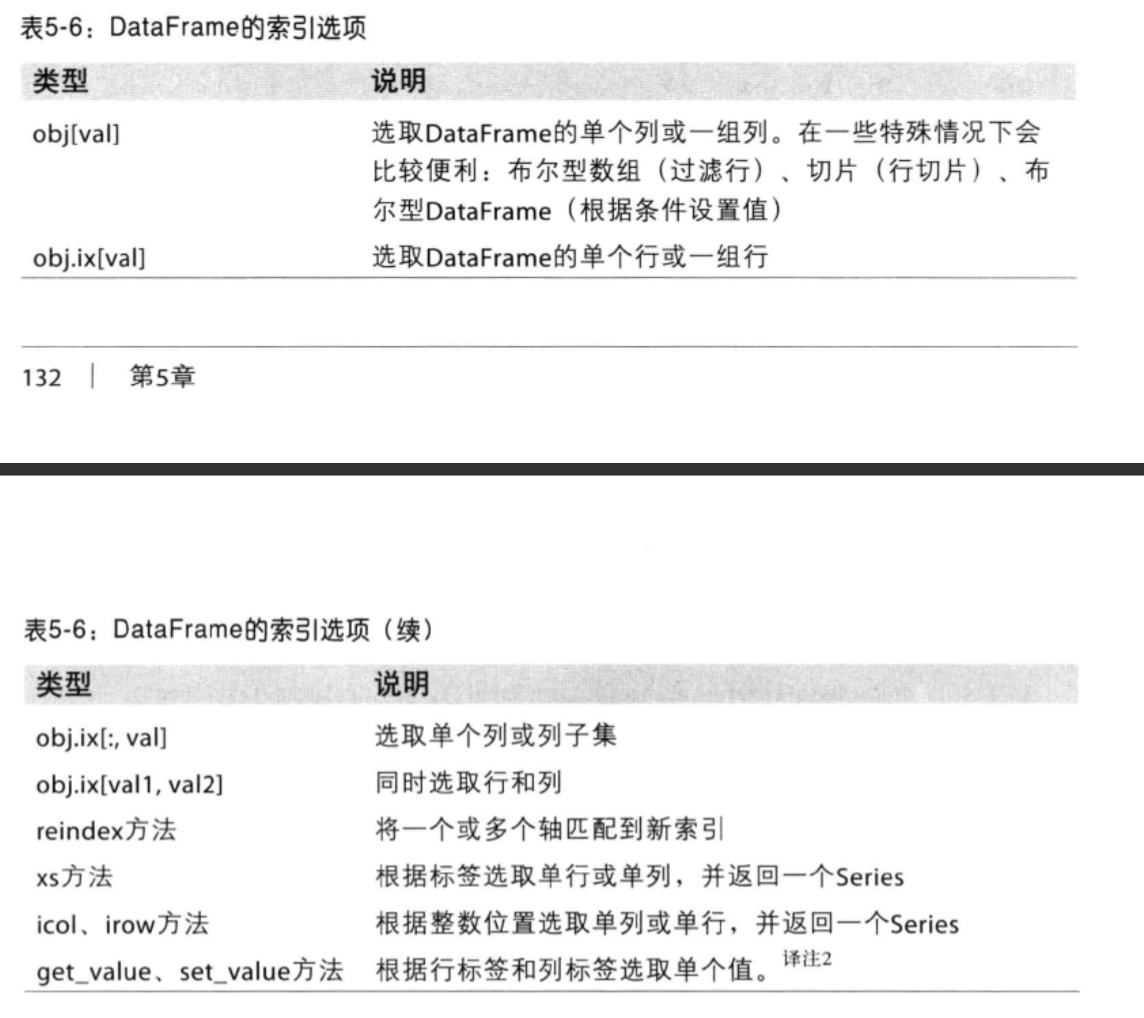 表5-6：DataFrame的索引选项
类型 说明
obj[val] 选取DataFrame的单个列或一组列。在一些特殊情况下会
比较便利：布尔型数组（过滤行）、切片（行切片）、布
尔型DataFrame（根据条件设置值）
obj.ix[val] 选取DataFrame的单个行或一组行
132 | 第5章
表5-6：DataFrame的索引选项（续）
类型 说明
obj.ix[:, val] 选取单个列或列子集
obj.ix[val1, val2] 同时选取行和列
reindex方法 将一个或多个轴匹配到新索引
xs方法 根据标签选取单行或单列，并返回一个Series
icol、irow方法 根据整数位置选取单列或单行，并返回一个Series
get_value、set_value方法 根据行标签和列标签选取单个值。译注2